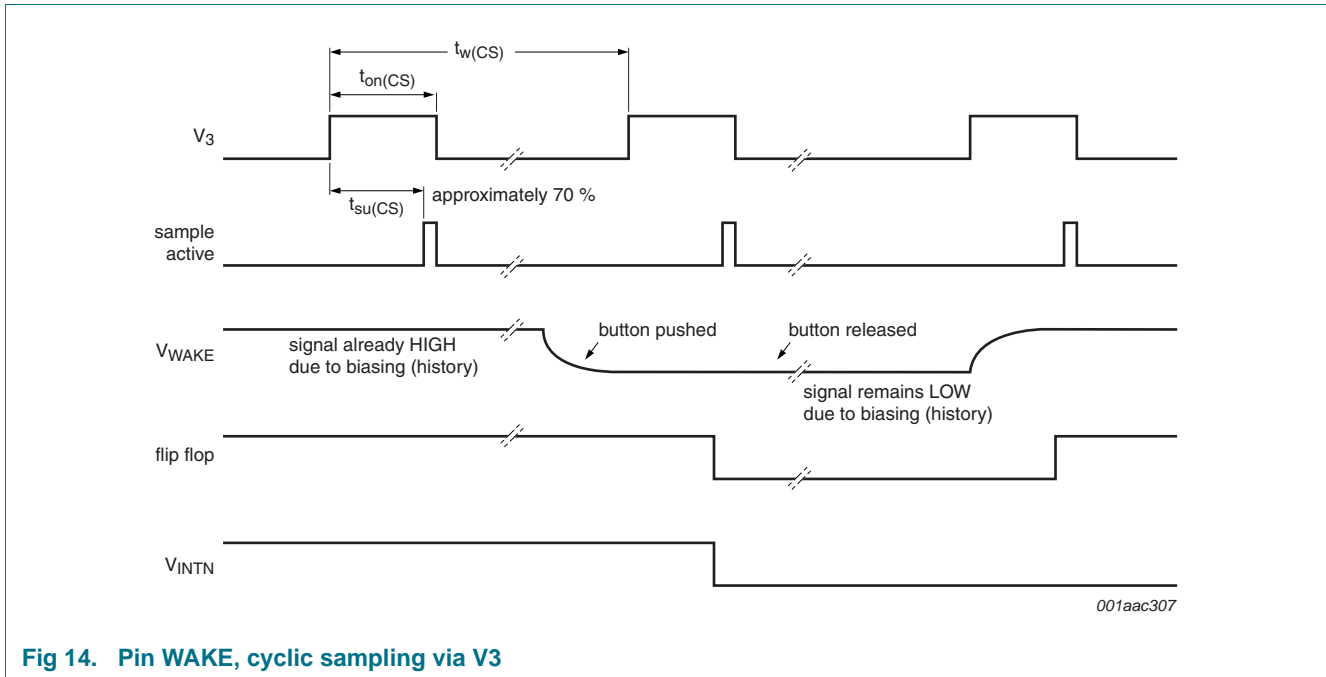 tw(CS)
ton(CS)
V3
tsu(CS)
approximately 70 %
sample
active
VWAKE
signal already HIGH
due to biasing (history)
button pushed
button released
signal remains LOW
due to biasing (history)
flip flop
VINTN
001aac307
Fig 14. Pin WAKE, cyclic sampling via V3